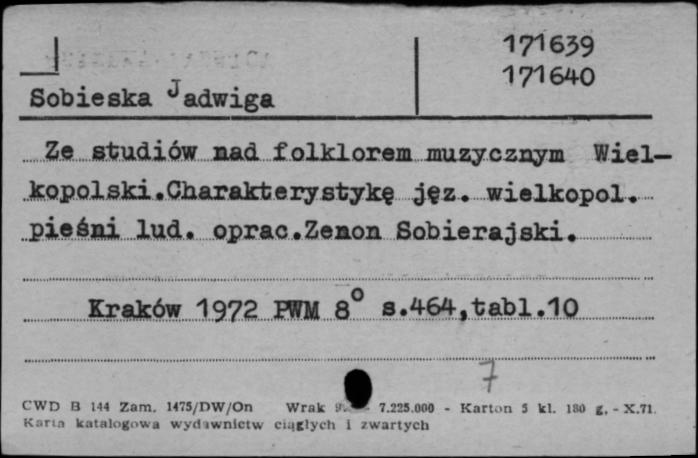 171639
171640
Sobieska Jadwiga
Ze studiów nad folklorem muzycznym Wiel-
kopolski.Charakterystykę jęz. wielkopol.
pieśni lud. oprac.Zenon Sobierajski.
Kraków 1972 PWM 8° s.464,tabl.10
7
CWD B 144 Zam. 1475/DW/On Wrak 7.225.000 - Karton 5 kl. 180 g. - X.71.
Karta katalogowa wydawnictw ciągłych i zwartych